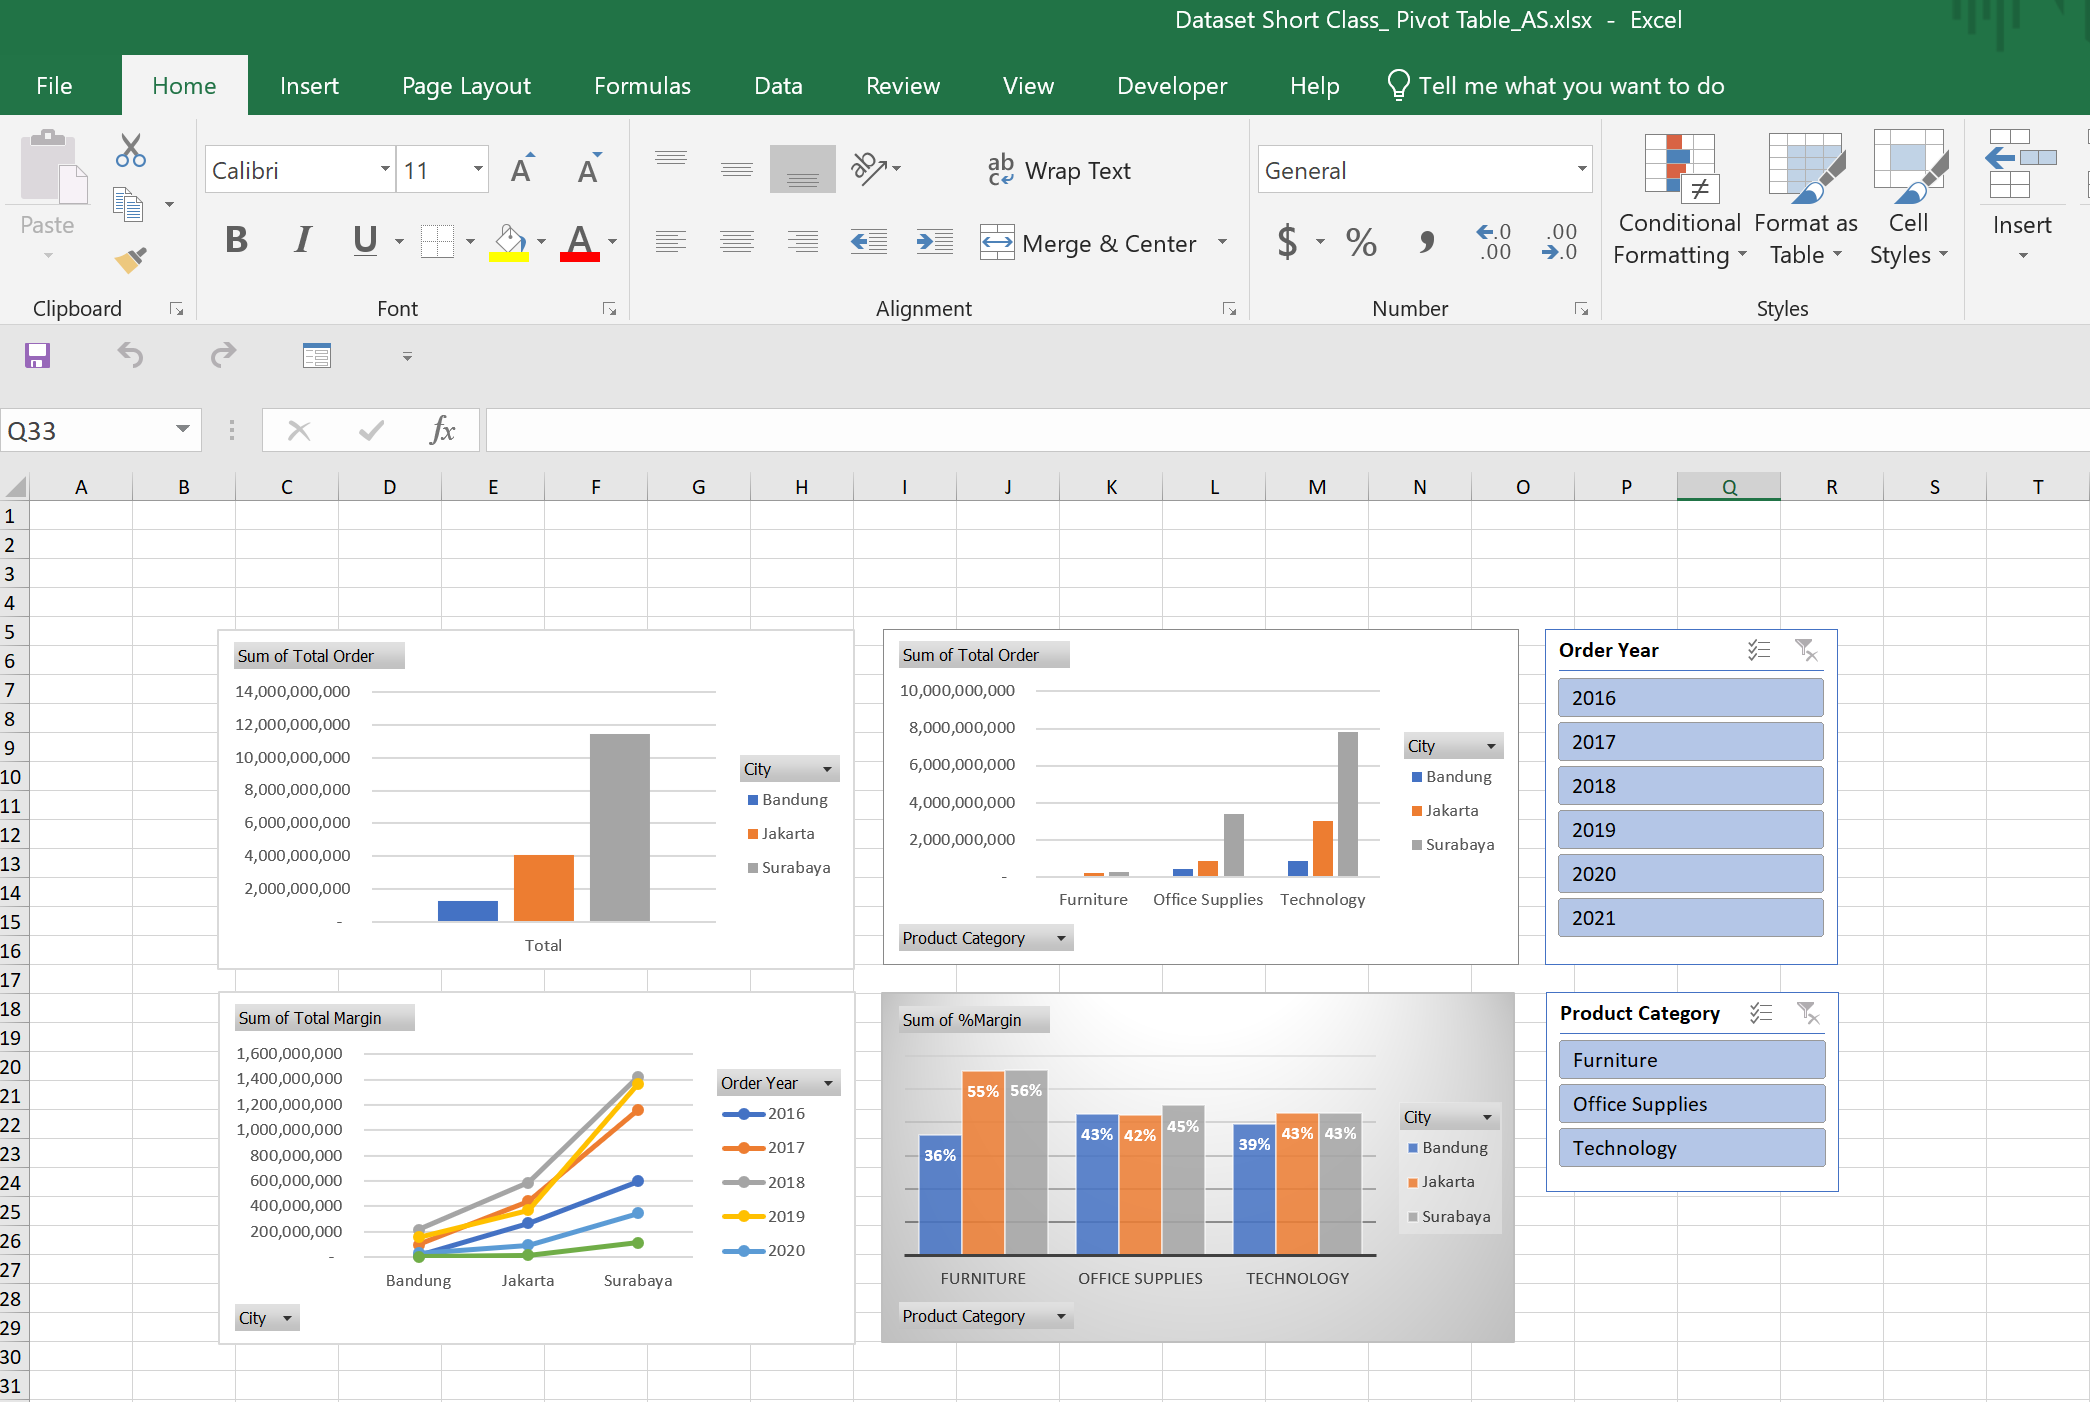 Dataset Short Class_ Pivot Table_AS.xlsx - Excel
File Home Insert Page Layout Formulas Data Review View Developer Help Tell me what you want to do
Calibri 11 A A ab Wrap Text General
Paste B I U A Merge & Center $ % , .0 .00 .00 .0 Conditional Formatting Format as Table Cell Styles Insert
Clipboard Font Alignment Number Styles
Q33 fx
A B C D E F G H I J K L M N O P Q R S T
1
2
3
4
5
6
7
8
9
10
11
12
13
14
15
16
17
18
19
20
21
22
23
24
25
26
27
28
29
30
31
Sum of Total Order
14,000,000,000
12,000,000,000
10,000,000,000
8,000,000,000
6,000,000,000
4,000,000,000
2,000,000,000
-
Total
City
Bandung
Jakarta
Surabaya
Sum of Total Order
10,000,000,000
8,000,000,000
6,000,000,000
4,000,000,000
2,000,000,000
-
Furniture Office Supplies Technology
Product Category
City
Bandung
Jakarta
Surabaya
Order Year
2016
2017
2018
2019
2020
2021
Sum of Total Margin
1,600,000,000
1,400,000,000
1,200,000,000
1,000,000,000
800,000,000
600,000,000
400,000,000
200,000,000
-
Bandung Jakarta Surabaya
City
Order Year
2016
2017
2018
2019
2020
Sum of %Margin
36% 55% 56% 43% 42% 45% 39% 43% 43%
FURNITURE OFFICE SUPPLIES TECHNOLOGY
Product Category
City
Bandung
Jakarta
Surabaya
Product Category
Furniture
Office Supplies
Technology